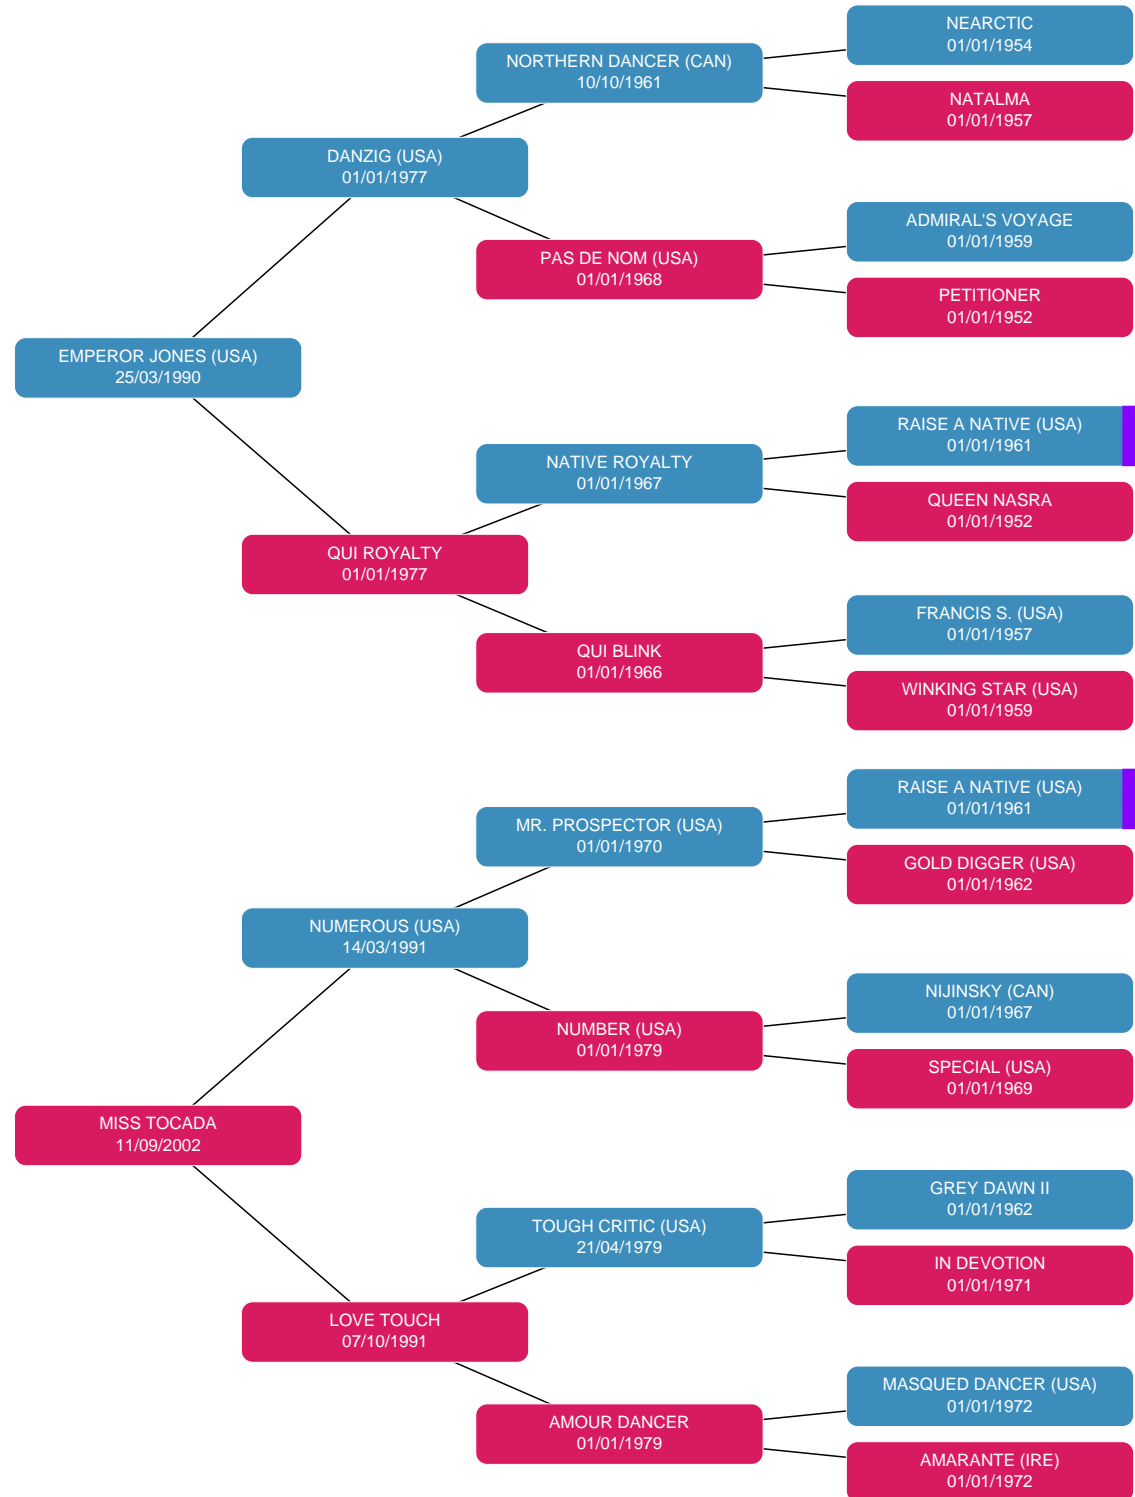 NEARCTIC
01/01/1954
NORTHERN DANCER (CAN)
10/10/1961
NATALMA
01/01/1957
DANZIG (USA)
01/01/1977
ADMIRAL'S VOYAGE
01/01/1959
PAS DE NOM (USA)
01/01/1968
PETITIONER
01/01/1952
EMPEROR JONES (USA)
25/03/1990
RAISE A NATIVE (USA)
01/01/1961
NATIVE ROYALTY
01/01/1967
QUEEN NASRA
01/01/1952
QUI ROYALTY
01/01/1977
FRANCIS S. (USA)
01/01/1957
QUI BLINK
01/01/1966
WINKING STAR (USA)
01/01/1959
RAISE A NATIVE (USA)
01/01/1961
MR. PROSPECTOR (USA)
01/01/1970
GOLD DIGGER (USA)
01/01/1962
NUMEROUS (USA)
14/03/1991
NIJINSKY (CAN)
01/01/1967
NUMBER (USA)
01/01/1979
SPECIAL (USA)
01/01/1969
MISS TOCADA
11/09/2002
GREY DAWN II
01/01/1962
TOUGH CRITIC (USA)
21/04/1979
IN DEVOTION
01/01/1971
LOVE TOUCH
07/10/1991
MASQUED DANCER (USA)
01/01/1972
AMOUR DANCER
01/01/1979
AMARANTE (IRE)
01/01/1972